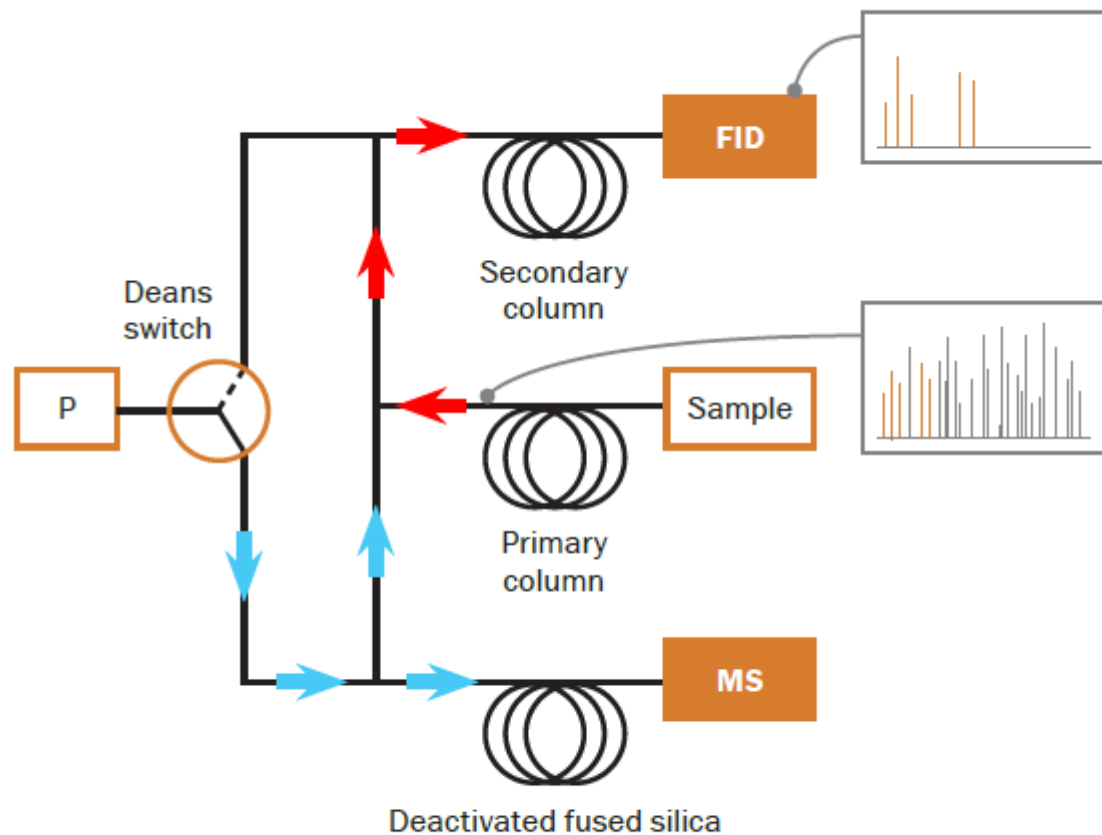 FID
Secondary
column
Deans
switch
P
Sample
Primary
column
MS
Deactivated fused silica